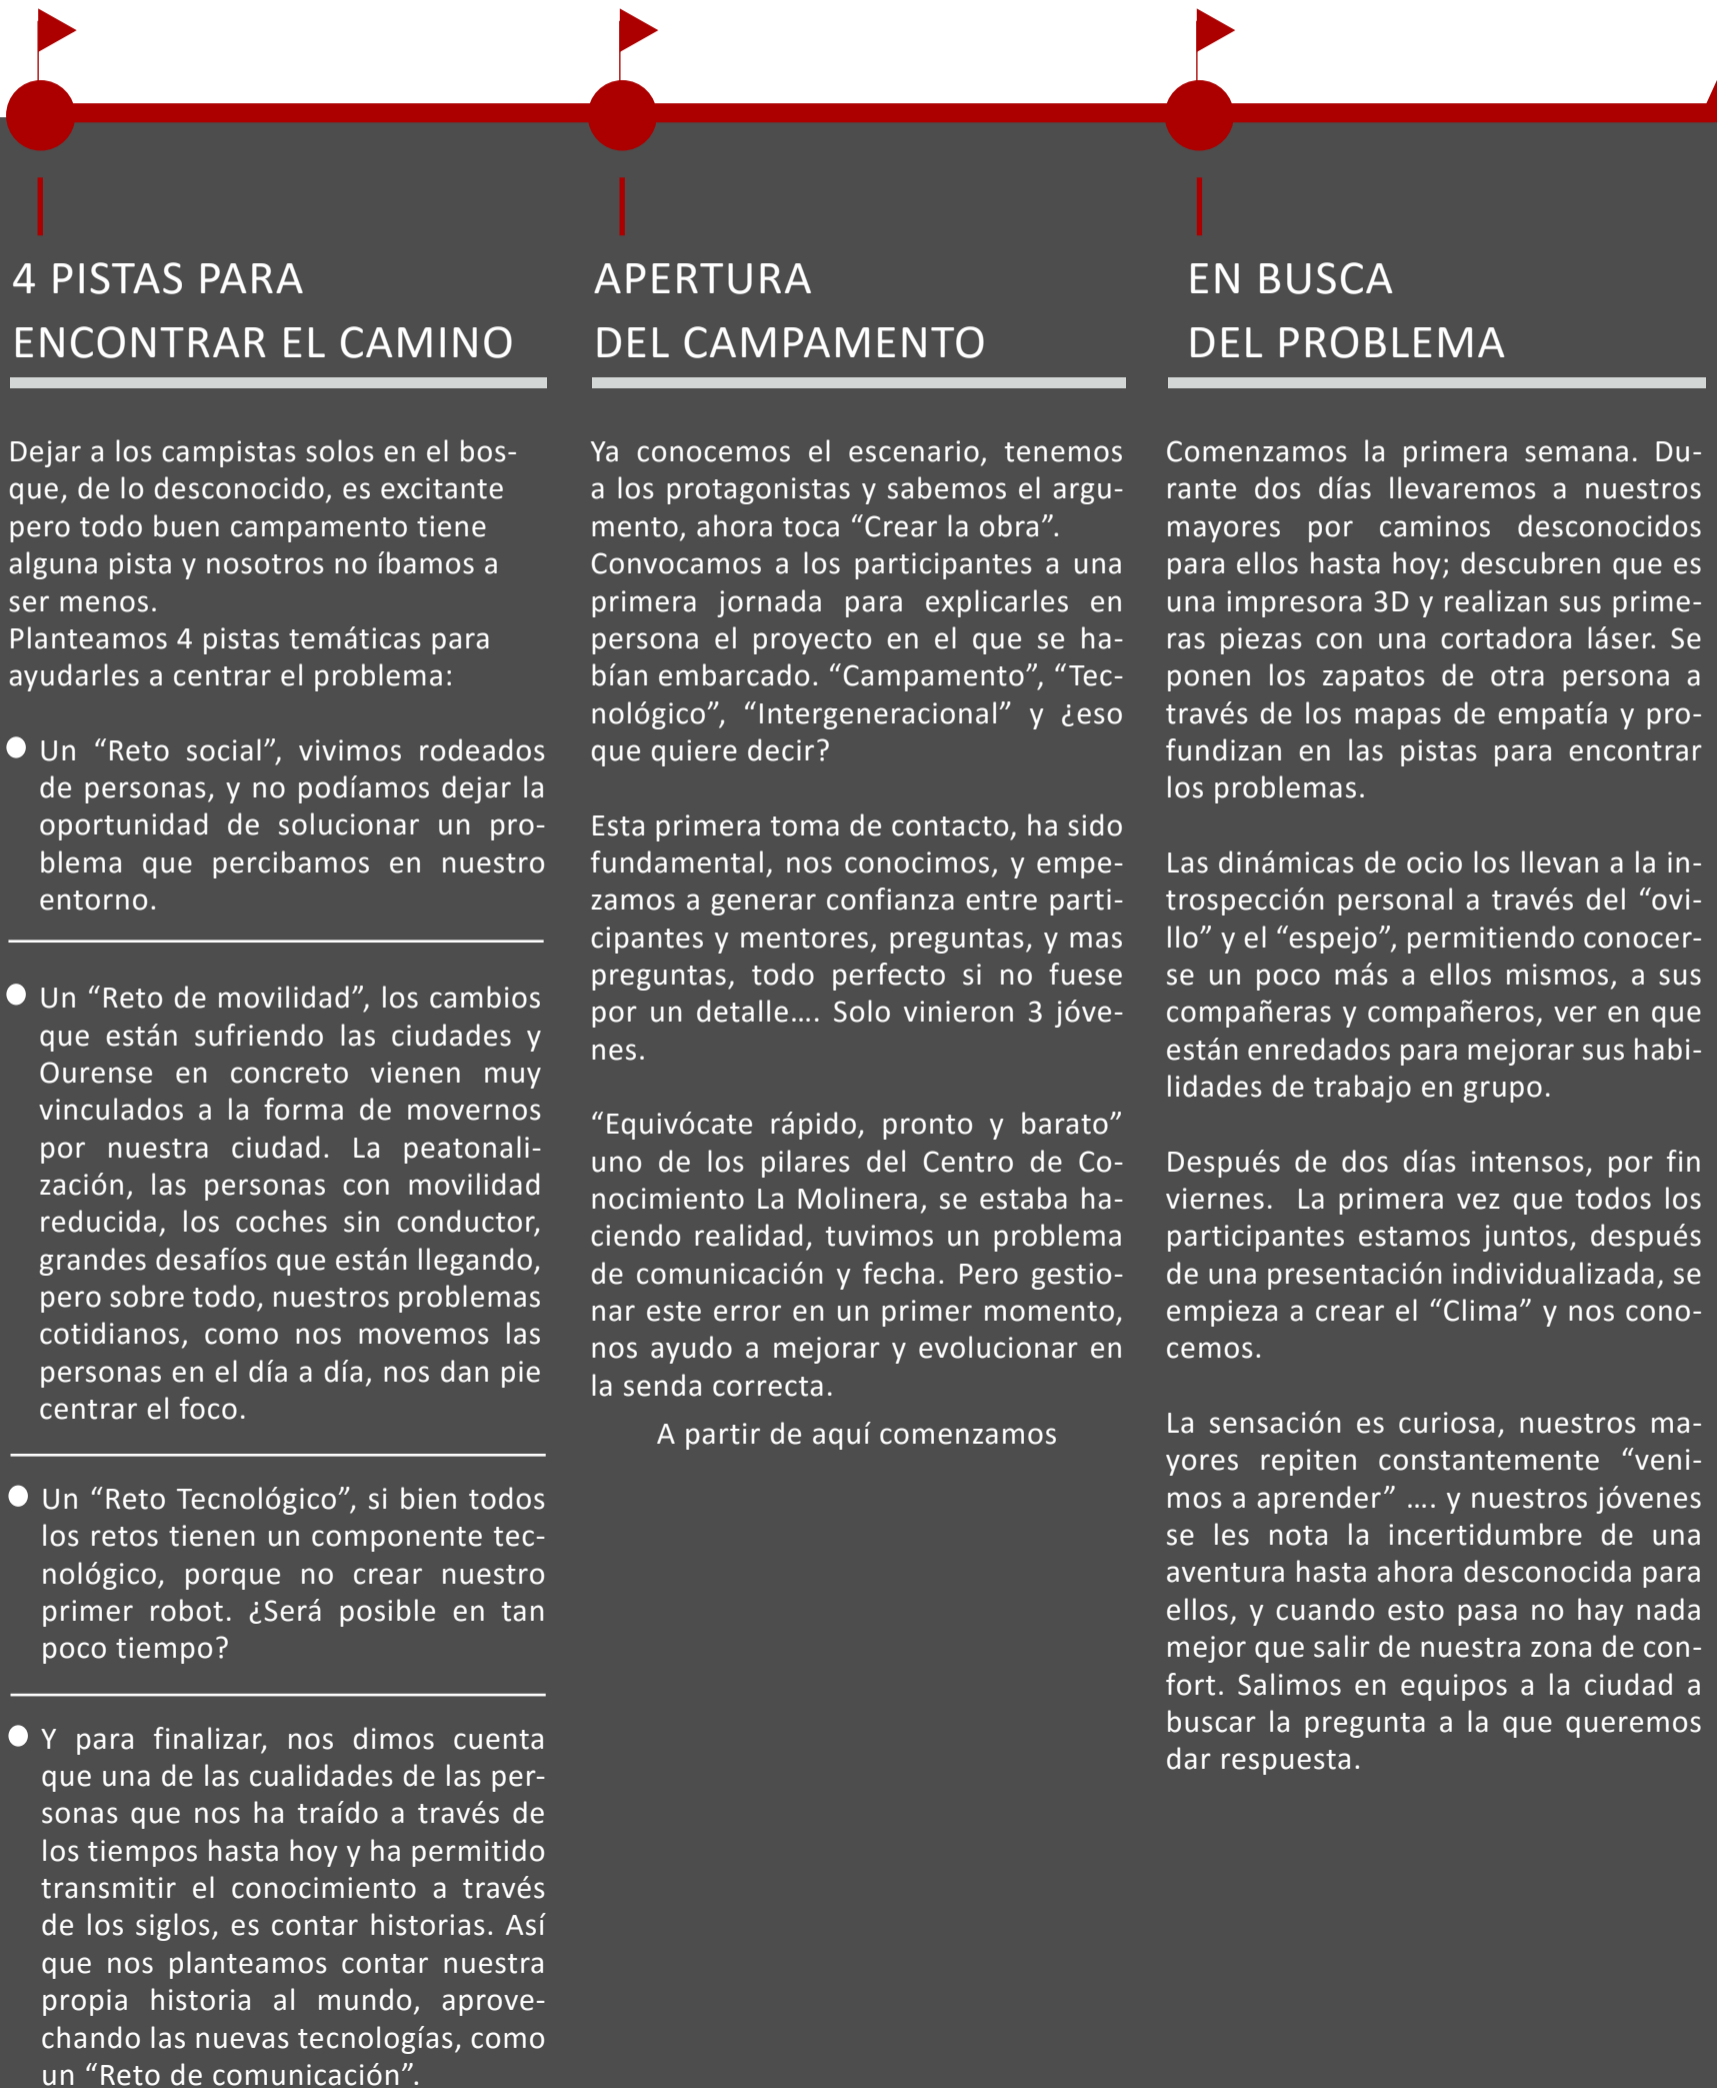 4 PISTAS PARA
ENCONTRAR EL CAMINO
Dejar a los campistas solos en el bos-
que, de lo desconocido, es excitante
pero todo buen campamento tiene
alguna pista y nosotros no íbamos a
ser menos.
Planteamos 4 pistas temáticas para
ayudarles a centrar el problema:
Un “Reto social”, vivimos rodeados
de personas, y no podíamos dejar la
oportunidad de solucionar un pro-
blema que percibamos en nuestro
entorno.
Un “Reto de movilidad”, los cambios
que están sufriendo las ciudades y
Ourense en concreto vienen muy
vinculados a la forma de movernos
por nuestra ciudad. La peatonali-
zación, las personas con movilidad
reducida, los coches sin conductor,
grandes desafíos que están llegando,
pero sobre todo, nuestros problemas
cotidianos, como nos movemos las
personas en el día a día, nos dan pie
centrar el foco.
Un “Reto Tecnológico”, si bien todos
los retos tienen un componente tec-
nológico, porque no crear nuestro
primer robot. ¿Será posible en tan
poco tiempo?
Y para finalizar, nos dimos cuenta
que una de las cualidades de las per-
sonas que nos ha traído a través de
los tiempos hasta hoy y ha permitido
transmitir el conocimiento a través
de los siglos, es contar historias. Así
que nos planteamos contar nuestra
propia historia al mundo, aprove-
chando las nuevas tecnologías, como
un “Reto de comunicación”.
APERTURA
DEL CAMPAMENTO
Ya conocemos el escenario, tenemos
a los protagonistas y sabemos el argu-
mento, ahora toca “Crear la obra”.
Convocamos a los participantes a una
primera jornada para explicarles en
persona el proyecto en el que se ha-
bían embarcado. “Campamento”, “Tec-
nológico”, “Intergeneracional” y ¿eso
que quiere decir?
Esta primera toma de contacto, ha sido
fundamental, nos conocimos, y empe-
zamos a generar confianza entre parti-
cipantes y mentores, preguntas, y mas
preguntas, todo perfecto si no fuese
por un detalle…. Solo vinieron 3 jóve-
nes.
“Equivócate rápido, pronto y barato”
uno de los pilares del Centro de Co-
nocimiento La Molinera, se estaba ha-
ciendo realidad, tuvimos un problema
de comunicación y fecha. Pero gestio-
nar este error en un primer momento,
nos ayudo a mejorar y evolucionar en
la senda correcta.
A partir de aquí comenzamos
EN BUSCA
DEL PROBLEMA
Comenzamos la primera semana. Du-
rante dos días llevaremos a nuestros
mayores por caminos desconocidos
para ellos hasta hoy; descubren que es
una impresora 3D y realizan sus prime-
ras piezas con una cortadora láser. Se
ponen los zapatos de otra persona a
través de los mapas de empatía y pro-
fundizan en las pistas para encontrar
los problemas.
Las dinámicas de ocio los llevan a la in-
trospección personal a través del “ovi-
llo” y el “espejo”, permitiendo conocer-
se un poco más a ellos mismos, a sus
compañeras y compañeros, ver en que
están enredados para mejorar sus habi-
lidades de trabajo en grupo.
Después de dos días intensos, por fin
viernes. La primera vez que todos los
participantes estamos juntos, después
de una presentación individualizada, se
empieza a crear el “Clima” y nos cono-
cemos.
La sensación es curiosa, nuestros ma-
yores repiten constantemente “veni-
mos a aprender” …. y nuestros jóvenes
se les nota la incertidumbre de una
aventura hasta ahora desconocida para
ellos, y cuando esto pasa no hay nada
mejor que salir de nuestra zona de con-
fort. Salimos en equipos a la ciudad a
buscar la pregunta a la que queremos
dar respuesta.